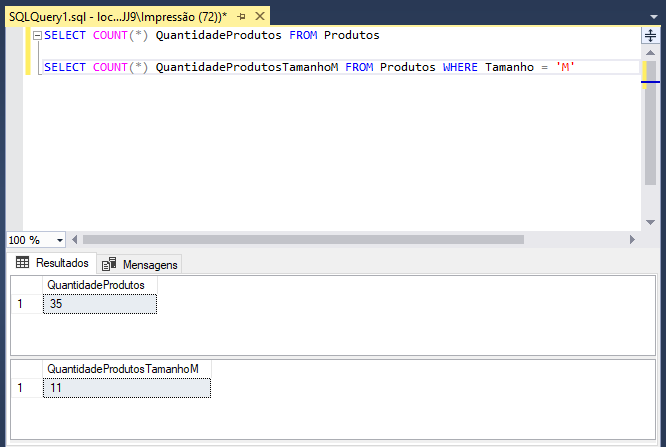 SQLQuery1.sql - loc...JJ9\Impressão (72))*
SELECT COUNT(*) QuantidadeProdutos FROM Produtos
SELECT COUNT(*) QuantidadeProdutosTamanhoM FROM Produtos WHERE Tamanho = 'M'
100 %
Resultados Mensagens
QuantidadeProdutos
1 35
QuantidadeProdutosTamanhoM
1 11